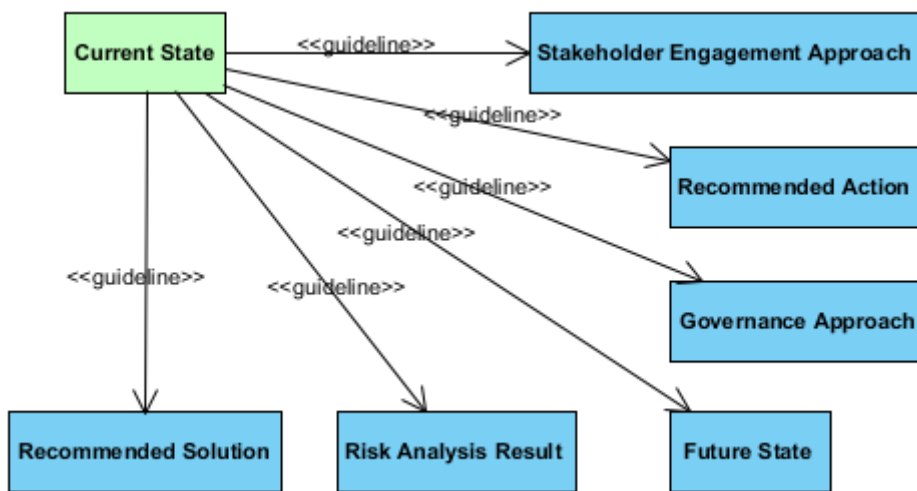 Current State
<<guideline>>
Stakeholder Engagement Approach
<<guideline>>
Recommended Action
<<guideline>>
<<guideline>>
<<guideline>>
<<guideline>>
Governance Approach
Recommended Solution
Risk Analysis Result
Future State